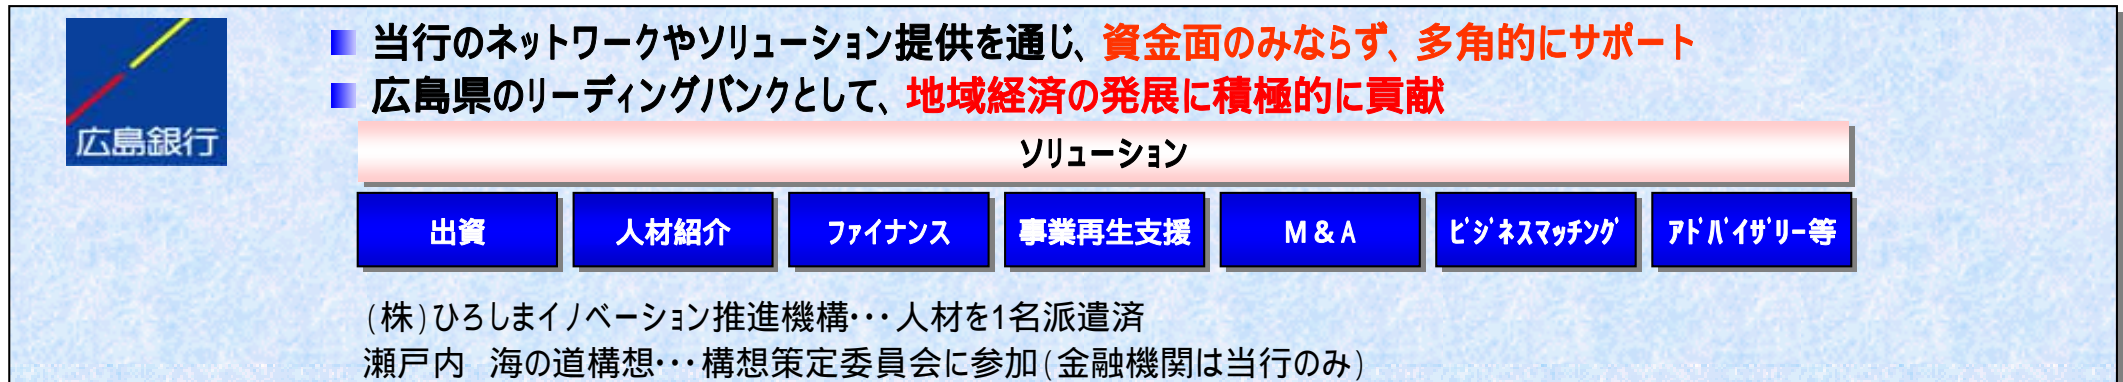 広島銀行
当行のネットワークやソリューション提供を通じ、資金面のみならず、多角的にサポート
広島県のリーディングバンクとして、地域経済の発展に積極的に貢献
ソリューション
出資 人材紹介 ファイナンス 事業再生支援 M&A ﾋﾞｼﾞﾈｽﾏｯﾁﾝｸﾞ ｱﾄﾞﾊﾞｲｻﾞﾘｰ等
(株)ひろしまイノベーション推進機構・・・人材を1名派遣済
瀬戸内 海の道構想・・・構想策定委員会に参加(金融機関は当行のみ)